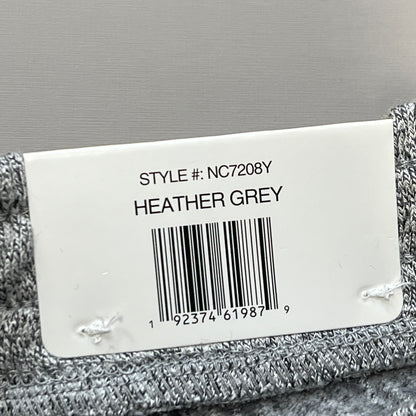 STYLE #: NC7208Y
HEATHER GREY
1 92374 61987 9